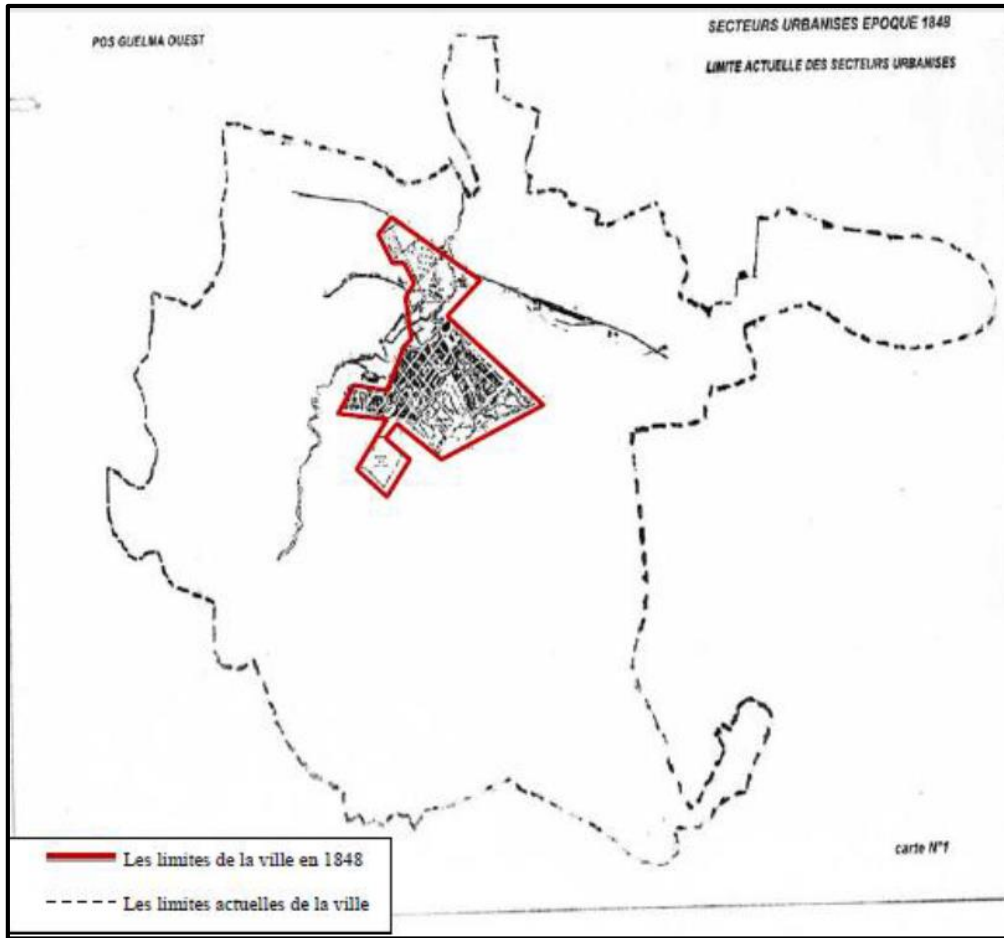 POS GUELMA OUEST
SECTEURS URBANISES EPOQUE 1848
LIMITE ACTUELLE DES SECTEURS URBANISES
carte N°1
Les limites de la ville en 1848
Les limites actuelles de la ville